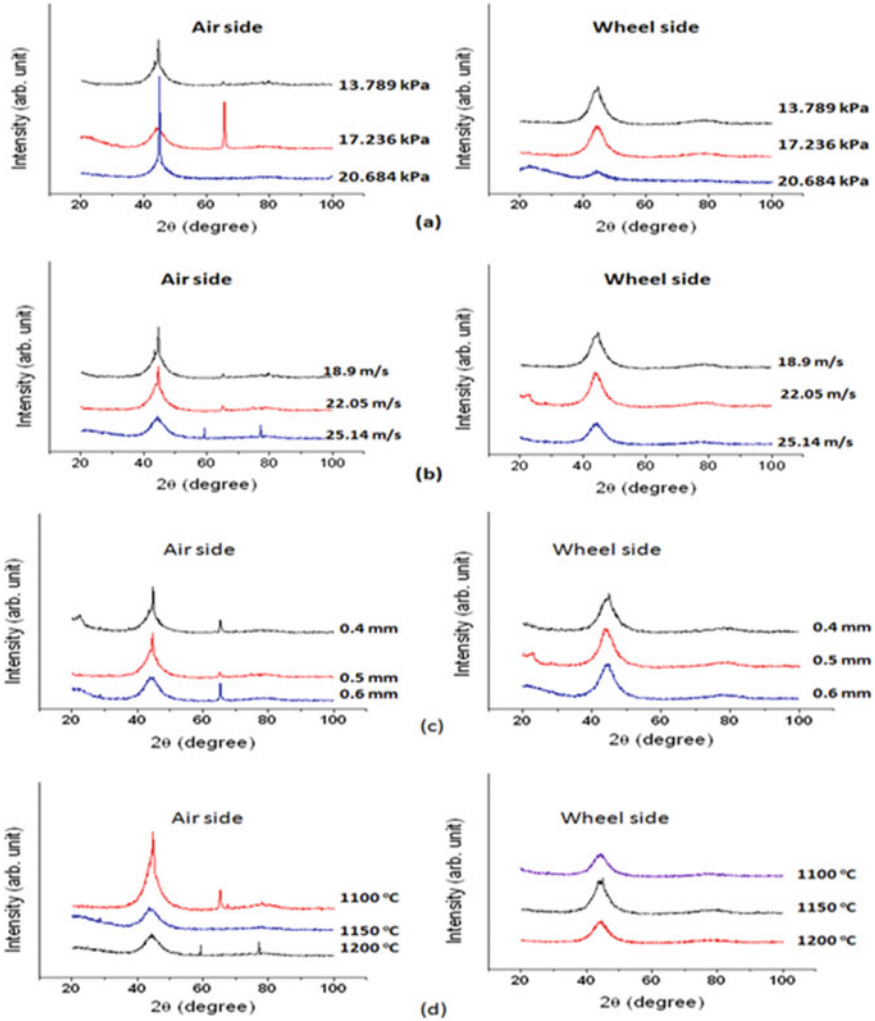 Air side
Intensity (arb. unit)
13.789 kPa
17.236 kPa
20.684 kPa
20 40 60 80 100
2θ (degree)
Wheel side
Intensity (arb. unit)
13.789 kPa
17.236 kPa
20.684 kPa
20 40 60 80 100
2θ (degree)
(a)
Air side
Intensity (arb. unit)
18.9 m/s
22.05 m/s
25.14 m/s
20 40 60 80 100
2θ (degree)
Wheel side
Intensity (arb. unit)
18.9 m/s
22.05 m/s
25.14 m/s
20 40 60 80 100
2θ (degree)
(b)
Air side
Intensity (arb. unit)
0.4 mm
0.5 mm
0.6 mm
20 40 60 80 100
2θ (degree)
Wheel side
Intensity (arb. unit)
0.4 mm
0.5 mm
0.6 mm
20 40 60 80 100
2θ (degree)
(c)
Air side
Intensity (arb. unit)
1100 ºC
1150 ºC
1200 ºC
20 40 60 80 100
2θ (degree)
Wheel side
Intensity (arb. unit)
1100 ºC
1150 ºC
1200 ºC
20 40 60 80 100
2θ (degree)
(d)